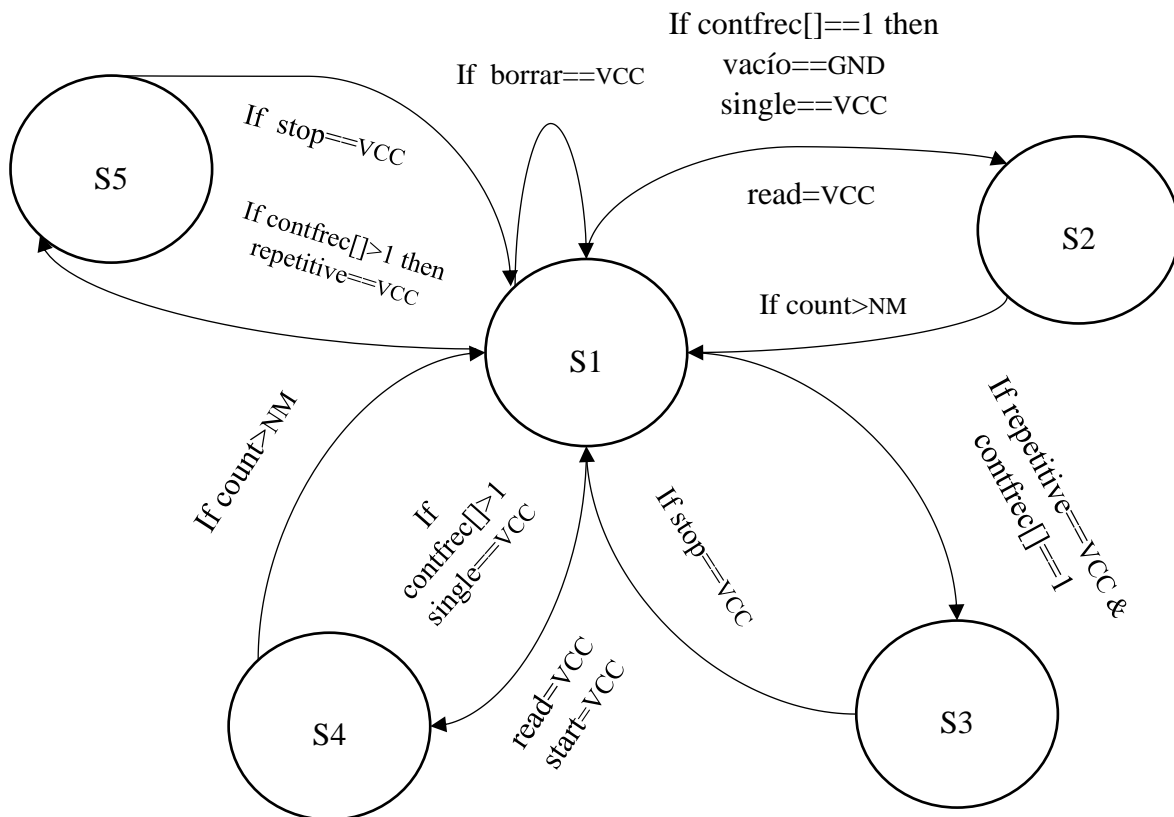 If contfrec[]==1 then
vacío==GND
single==VCC
If borrar==VCC
If stop==VCC
S5
read=VCC
S2
If contfrec[]>1 then
repetitive==VCC
If count>NM
S1
If count>NM
If
contfrec[]>1
single==VCC
If stop==VCC
If repetitive==VCC &
contfrec[]==1
read=VCC
start=VCC
S4
S3